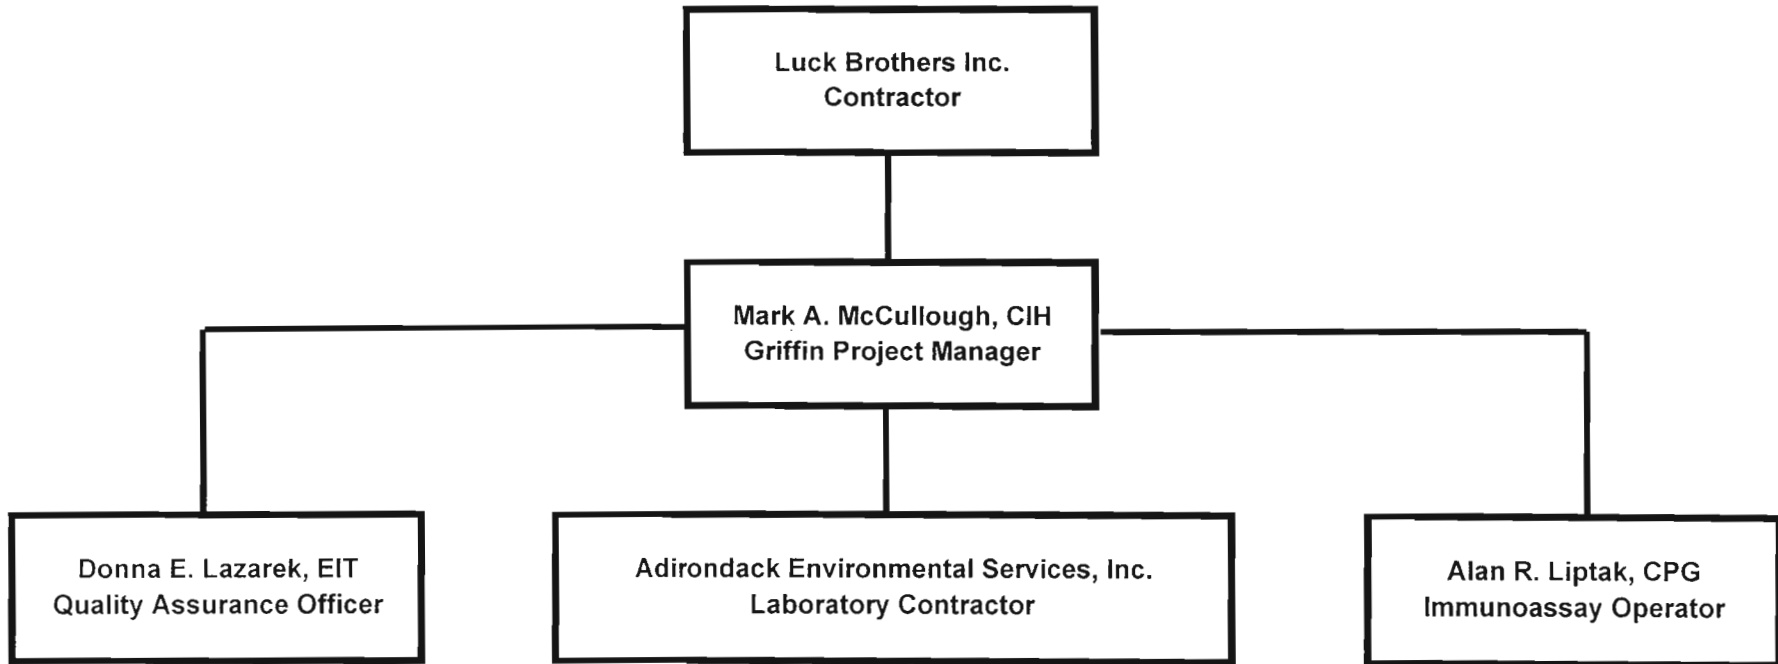 Luck Brothers Inc.
Contractor
Mark A. McCullough, CIH
Griffin Project Manager
Donna E. Lazarek, EIT
Quality Assurance Officer
Adirondack Environmental Services, Inc.
Laboratory Contractor
Alan R. Liptak, CPG
Immunoassay Operator